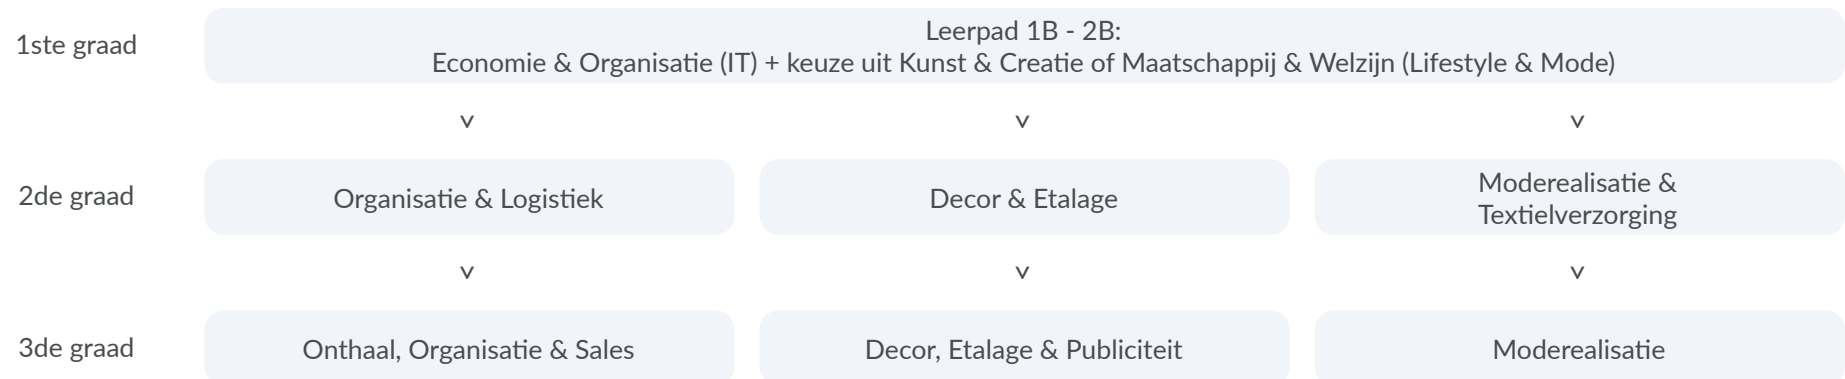 1ste graad
Leerpad 1B - 2B:
Economie & Organisatie (IT) + keuze uit Kunst & Creatie of Maatschappij & Welzijn (Lifestyle & Mode)
v v v
2de graad
Organisatie & Logistiek
Decor & Etalage
Moderealisatie &
Textielverzorging
v v v
3de graad
Onthaal, Organisatie & Sales
Decor, Etalage & Publiciteit
Moderealisatie